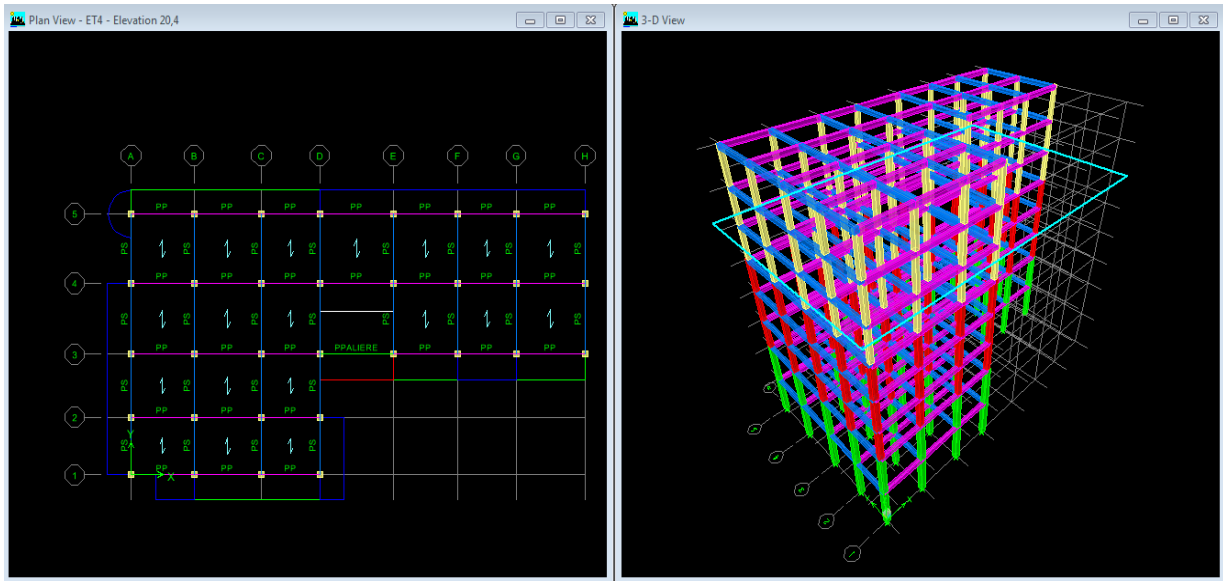 Plan View - ET4 - Elevation 20,4
A B C D E F G H
PP PP PP PP PP PP PP
5
PS PS PS PS PS PS PS PS
PP PP PP PP PP PP PP
4
PS PS PS PS PS PS PS PS
PP PP PP PPALIERE PP PP PP
3
PS PS PS PS
PP PP PP
2
Y
PS PS PS PS
PP PP PP
1
X
3-D View
3
2
1